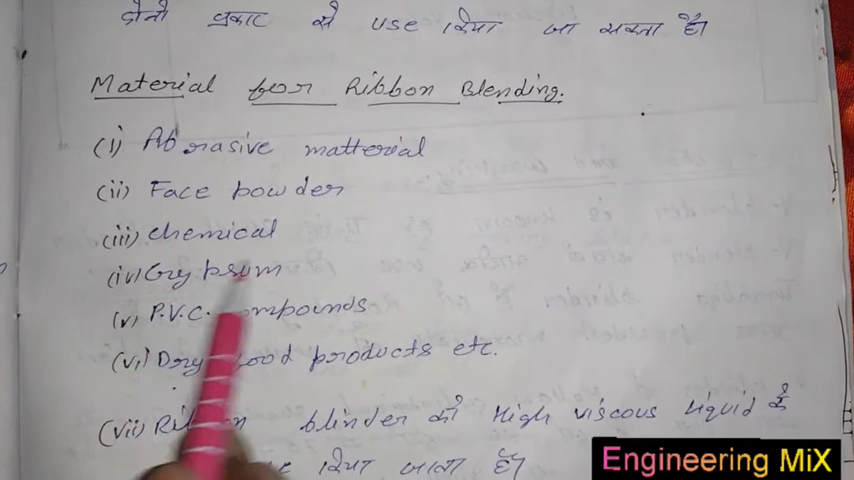 दोनो प्रकार से use किया जा सकता है।
Material for Ribbon Blending.
(i) Abrasive matterial
(ii) Face powder
(iii) chemical
(iv) Gypsum
(v) P.V.C. compounds
(vi) Dry food products etc.
(vii) Ribbon blinder को High viscous liquid के
किया जाता है।
Engineering MiX